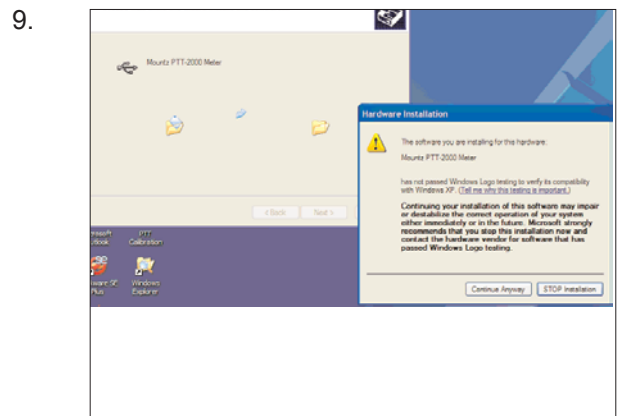 9.
Mountz PTT-2000 Meter
< Back Next >
Hardware Installation
The software you are installing for this hardware:
Mountz PTT-2000 Meter
has not passed Windows Logo testing to verify its compatibility
with Windows XP. (Tell me why this testing is important.)
Continuing your installation of this software may impair
or destabilize the correct operation of your system
either immediately or in the future. Microsoft strongly
recommends that you stop this installation now and
contact the hardware vendor for software that has
passed Windows Logo testing.
Continue Anyway STOP Installation
PTT
Calibration
Windows
Plus Explorer